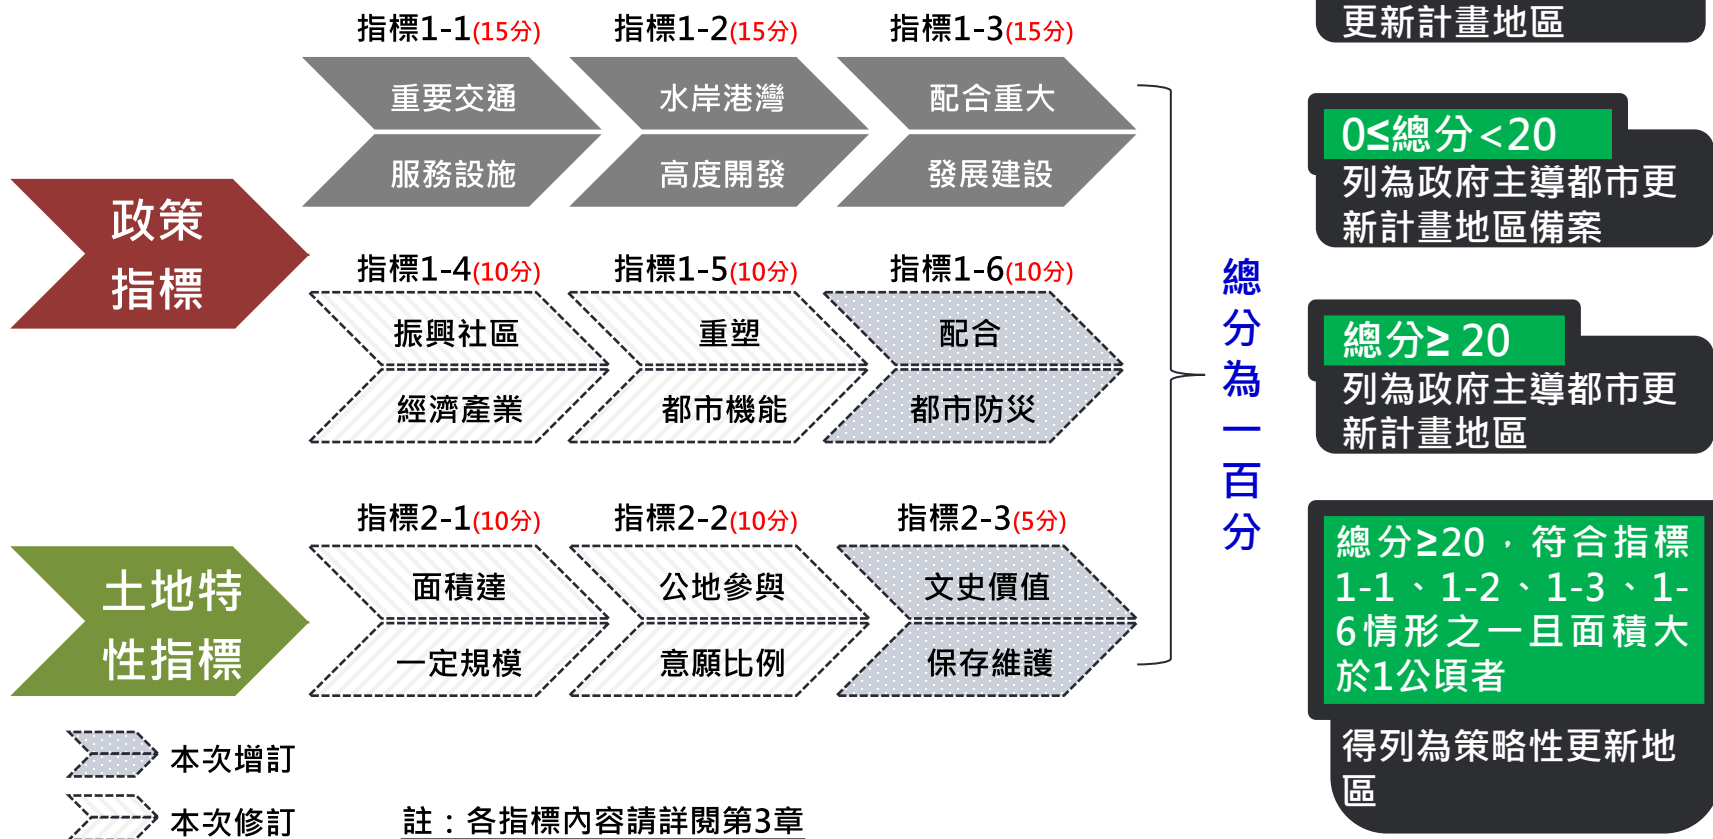 指標1-1(15分)
指標1-2(15分)
指標1-3(15分)
重要交通
服務設施
水岸港灣
高度開發
配合重大
發展建設
政策
指標
指標1-4(10分)
指標1-5(10分)
指標1-6(10分)
振興社區
經濟產業
重塑
都市機能
配合
都市防災
指標2-1(10分)
指標2-2(10分)
指標2-3(5分)
土地特
性指標
面積達
一定規模
公地參與
意願比例
文史價值
保存維護
本次增訂
本次修訂
註：各指標內容請詳閱第3章
總
分
為
一
百
分
更新計畫地區
0≤總分<20
列為政府主導都市更
新計畫地區備案
總分≥ 20
列為政府主導都市更
新計畫地區
總分≥20，符合指標
1-1、1-2、1-3、1-
6情形之一且面積大
於1公頃者
得列為策略性更新地
區